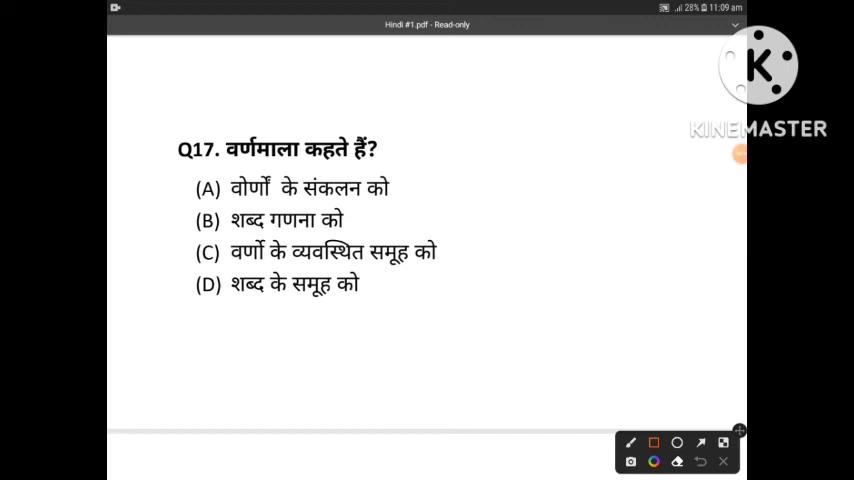 28% 11:09 am
Hindi #1.pdf - Read-only
K
KINEMASTER
Q17. वर्णमाला कहते हैं?
(A) वोर्णों के संकलन को
(B) शब्द गणना को
(C) वर्णो के व्यवस्थित समूह को
(D) शब्द के समूह को